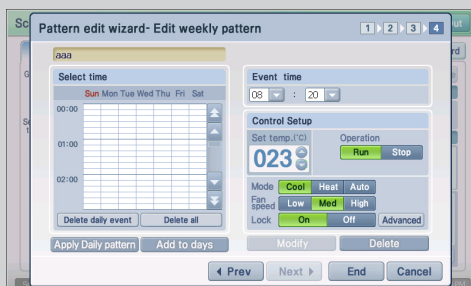 Pattern edit wizard- Edit weekly pattern
1 2 3 4
aaa
Select time
Sun Mon Tue Wed Thu Fri Sat
00:00
01:00
02:00
Delete daily event Delete all
Apply Daily pattern Add to days
Event time
08 : 20
Control Setup
Set temp.(°C) Operation
023 Run Stop
Mode Cool Heat Auto
Fan speed Low Med High
Lock On Off Advanced
Modify Delete
Prev Next End Cancel